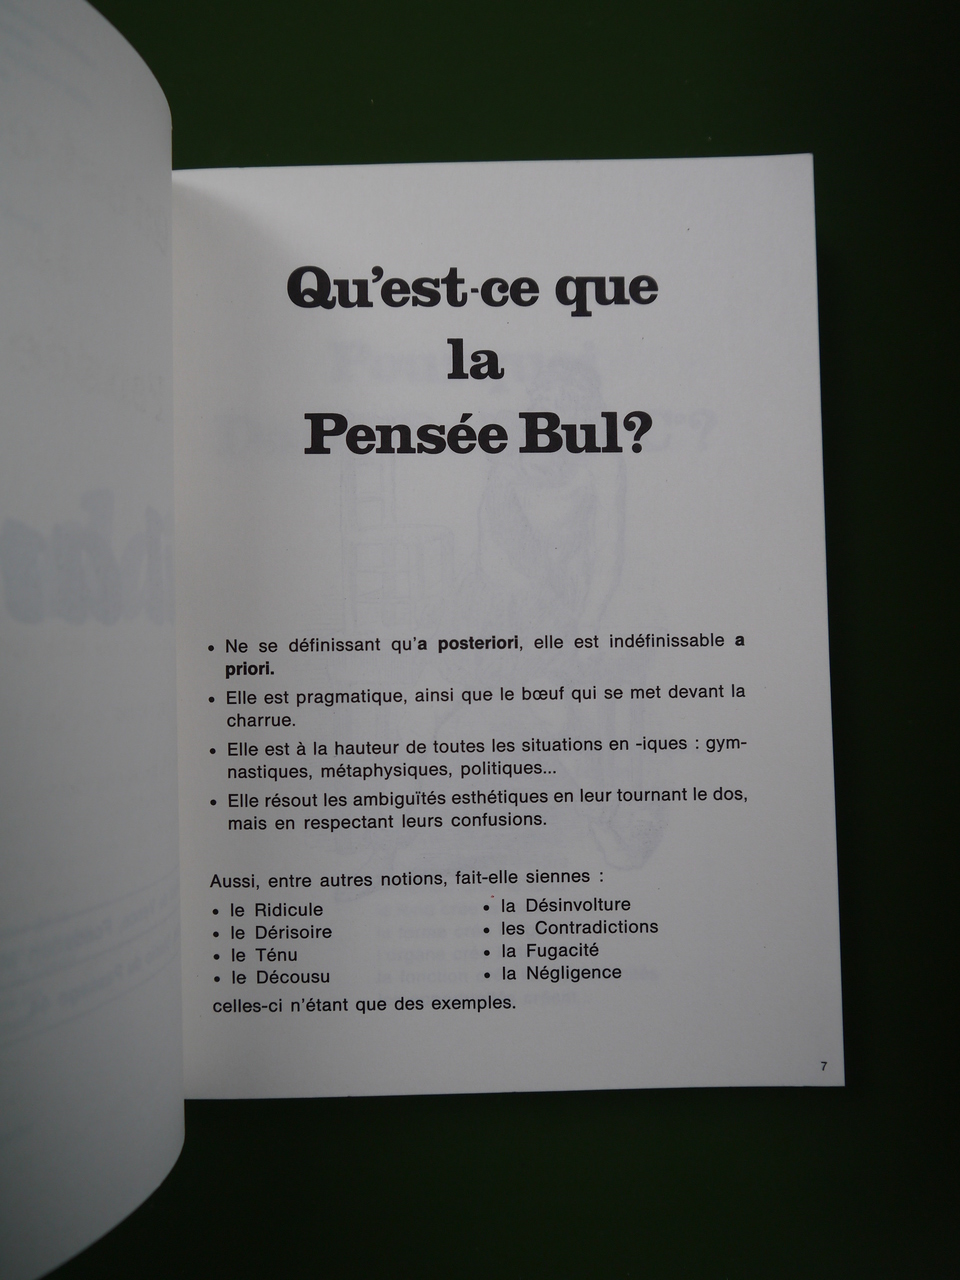 Qu'est-ce que
la
Pensée Bul?
• Ne se définissant qu'a posteriori, elle est indéfinissable a
priori.
• Elle est pragmatique, ainsi que le bœuf qui se met devant la
charrue.
• Elle est à la hauteur de toutes les situations en -iques : gym-
nastiques, métaphysiques, politiques...
• Elle résout les ambiguïtés esthétiques en leur tournant le dos,
mais en respectant leurs confusions.
Aussi, entre autres notions, fait-elle siennes :
• le Ridicule
• le Dérisoire
• le Ténu
• le Décousu
• la Désinvolture
• les Contradictions
• la Fugacité
• la Négligence
celles-ci n'étant que des exemples.
7